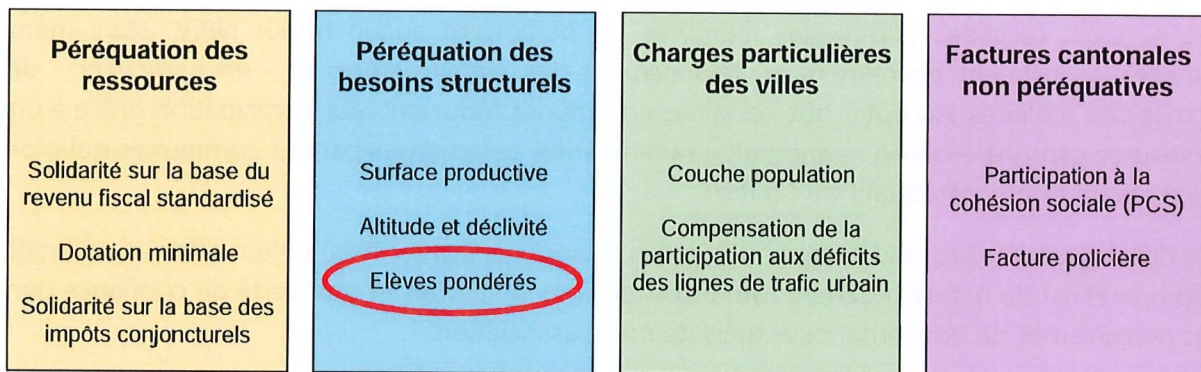 Péréquation des
ressources
Solidarité sur la base du
revenu fiscal standardisé
Dotation minimale
Solidarité sur la base des
impôts conjoncturels
Péréquation des
besoins structurels
Surface productive
Altitude et déclivité
Elèves pondérés
Charges particulières
des villes
Couche population
Compensation de la
participation aux déficits
des lignes de trafic urbain
Factures cantonales
non péréquatives
Participation à la
cohésion sociale (PCS)
Facture policière